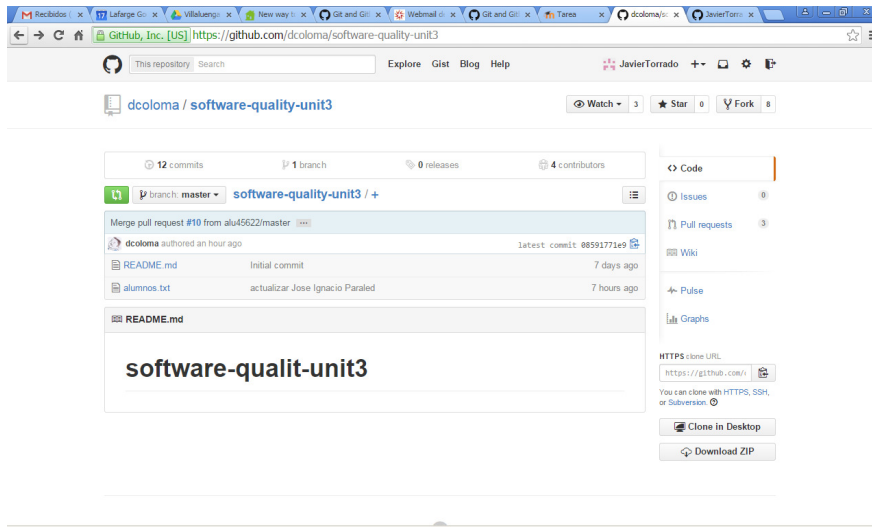 Recibidos (
Lafarge Go
Villaluenga
New way t
Git and Git
Webmail d
Git and Git
Tarea
dcoloma/so
JavierTorra
GitHub, Inc. [US] https://github.com/dcoloma/software-quality-unit3
This repository Search
Explore Gist Blog Help
JavierTorrado
dcoloma / software-quality-unit3
Watch 3
Star 0
Fork 8
12 commits
1 branch
0 releases
4 contributors
branch: master
software-quality-unit3 / +
Merge pull request #10 from alu45622/master
dcoloma authored an hour ago
latest commit 08591771e9
README.md Initial commit 7 days ago
alumnos.txt actualizar Jose Ignacio Paraled 7 hours ago
README.md
software-qualit-unit3
Code
Issues 0
Pull requests 3
Wiki
Pulse
Graphs
HTTPS clone URL
https://github.com/
You can clone with HTTPS, SSH,
or Subversion.
Clone in Desktop
Download ZIP